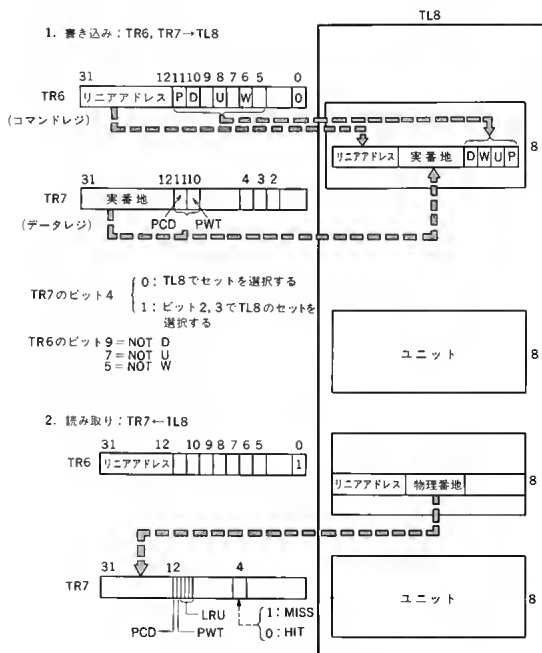 TL8
1. 書き込み：TR6, TR7→TL8
31 12 11 10 9 8 7 6 5 0
TR6 リニアアドレス P D U W 0
(コマンドレジ)
8
リニアアドレス 実番地 D W U P
31 12 11 10 4 3 2
TR7 実番地
(データレジ)
PCD PWT
TR7のビット4
0：TL8でセットを選択する
1：ビット2, 3でTL8のセットを
選択する
TR6のビット9＝NOT D
7＝NOT U
5＝NOT W
ユニット 8
2. 読み取り：TR7←TL8
31 12 10 9 8 7 6 5 0
TR6 リニアアドレス 1
リニアアドレス 物理番地 8
31 12 4
TR7
LRU
PCD PWT
1：MISS
0：HIT
ユニット 8